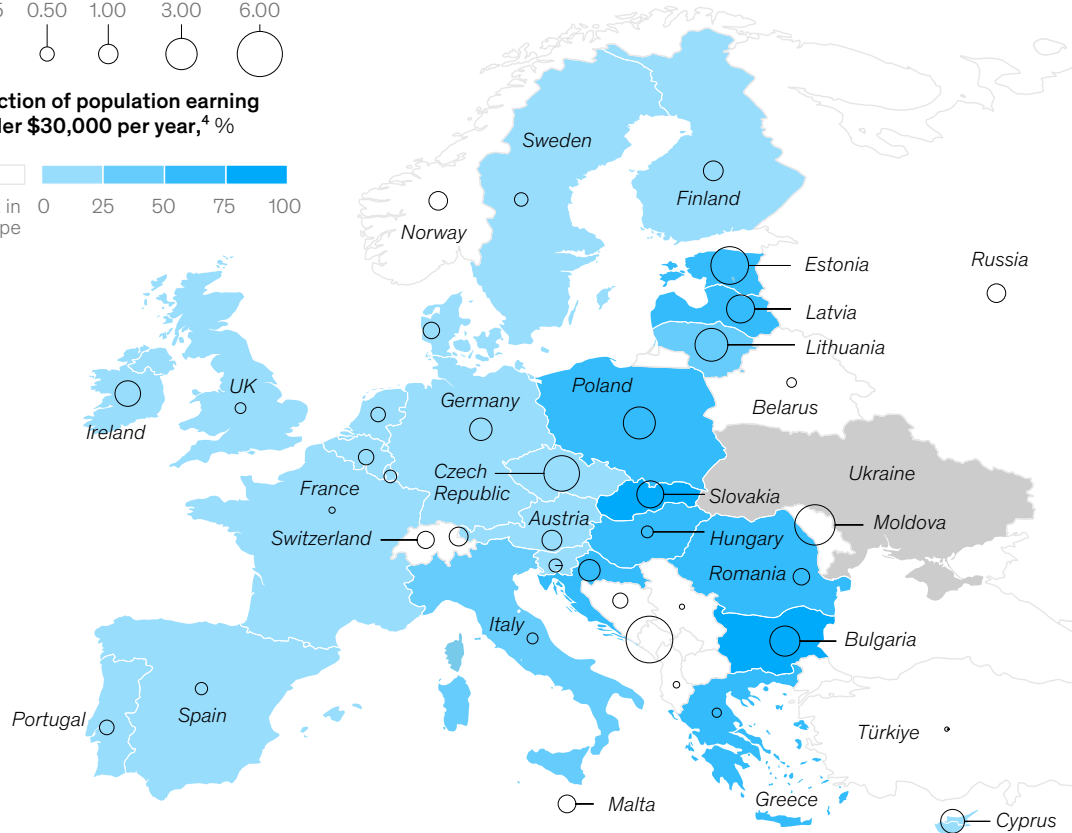 0.50 1.00 3.00 6.00
ction of population earning
er $30,000 per year,⁴ %
in 0 25 50 75 100
pe
Sweden
Finland
Norway
Estonia
Russia
Latvia
Lithuania
UK
Poland
Germany
Belarus
Ireland
Czech
Republic
Ukraine
France
Slovakia
Austria
Moldova
Switzerland
Hungary
Romania
Italy
Bulgaria
Portugal
Spain
Türkiye
Malta
Greece
Cyprus